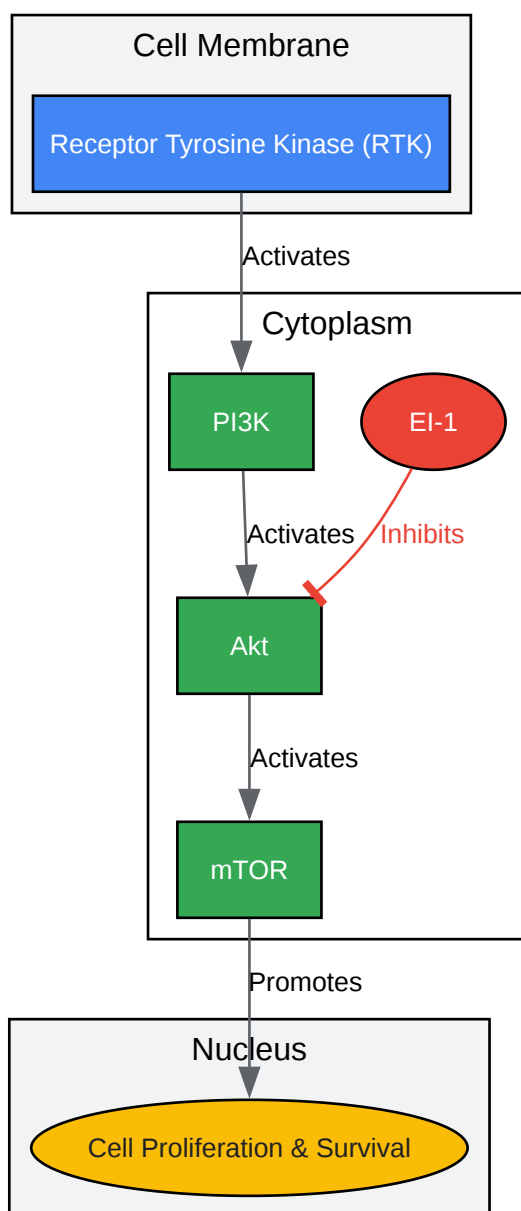 Cell Membrane
Receptor Tyrosine Kinase (RTK)
Activates
Cytoplasm
PI3K
EI-1
Activates
Inhibits
Akt
Activates
mTOR
Promotes
Nucleus
Cell Proliferation & Survival